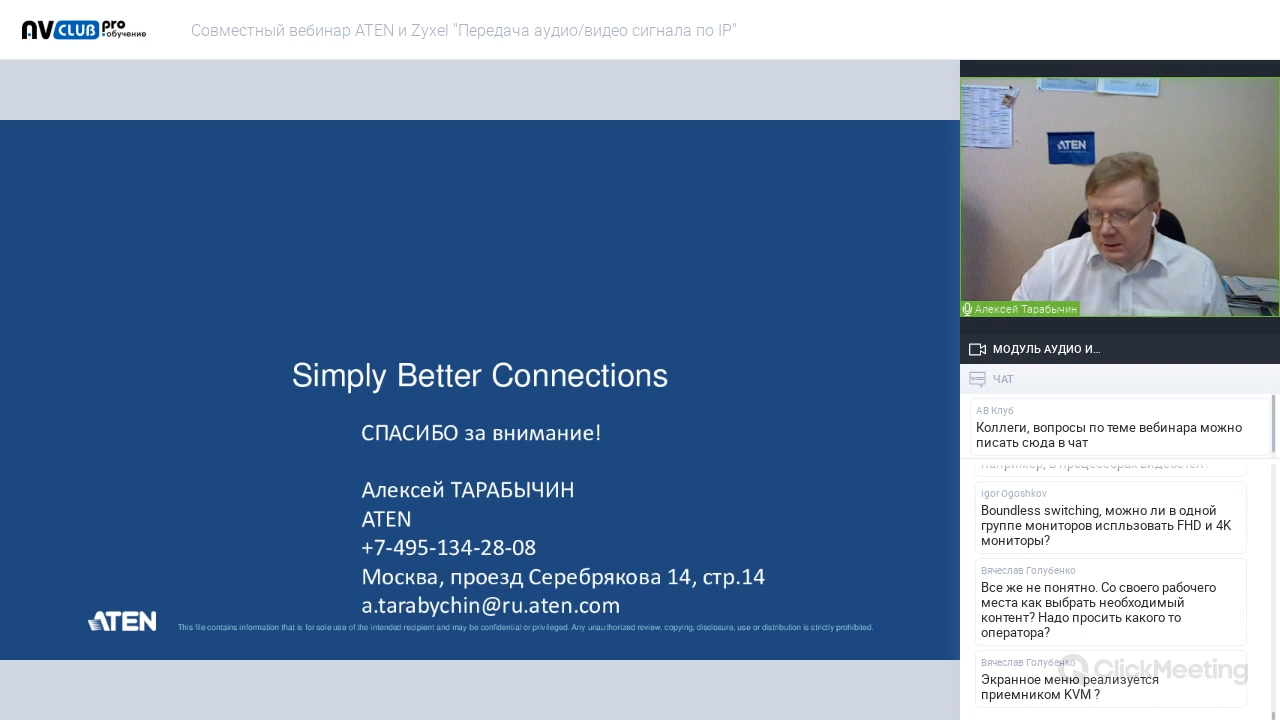 AVCLUB pro
обучение
Совместный вебинар ATEN и Zyxel "Передача аудио/видео сигнала по IP"
ATEN
Алексей Тарабычин
МОДУЛЬ АУДИО И...
ЧАТ
АВ Клуб
Коллеги, вопросы по теме вебинара можно
писать сюда в чат
например, в процессорах видеостен?
Igor Ogoshkov
Boundless switching, можно ли в одной
группе мониторов испльзовать FHD и 4K
мониторы?
Вячеслав Голубенко
Все же не понятно. Со своего рабочего
места как выбрать необходимый
контент? Надо просить какого то
оператора?
Вячеслав Голубенко
Экранное меню реализуется
приемником KVM ?
ClickMeeting
Simply Better Connections
СПАСИБО за внимание!
Алексей ТАРАБЫЧИН
ATEN
+7-495-134-28-08
Москва, проезд Серебрякова 14, стр.14
a.tarabychin@ru.aten.com
ATEN
This file contains information that is for sole use of the intended recipient and may be confidential or privileged. Any unauthorized review, copying, disclosure, use or distribution is strictly prohibited.